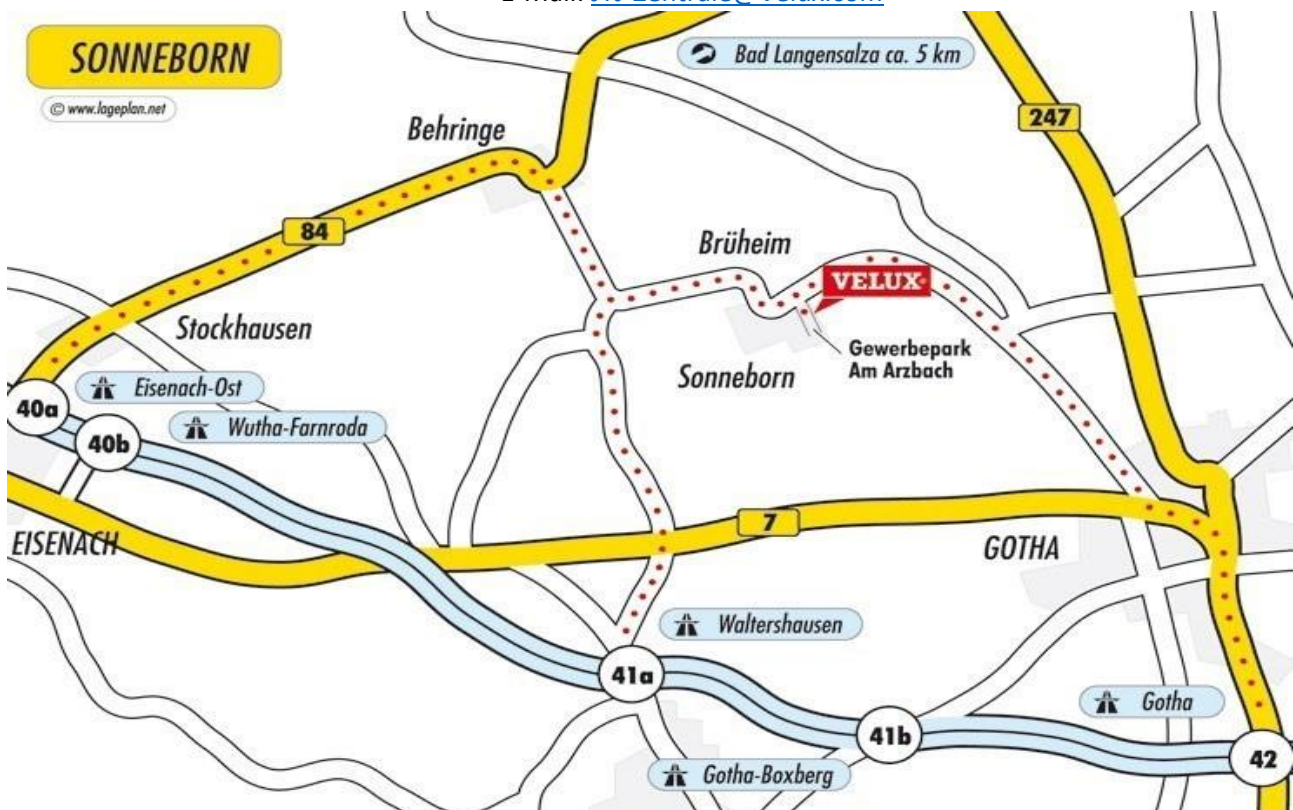 SONNEBORN
© www.lageplan.net
Bad Langensalza ca. 5 km
247
Behringe
84
Brüheim
VELUX
Stockhausen
Gewerbepark
Am Arzbach
Sonneborn
Eisenach-Ost
40a
Wutha-Farnroda
40b
7
EISENACH
GOTHA
Waltershausen
41a
Gotha
41b
42
Gotha-Boxberg